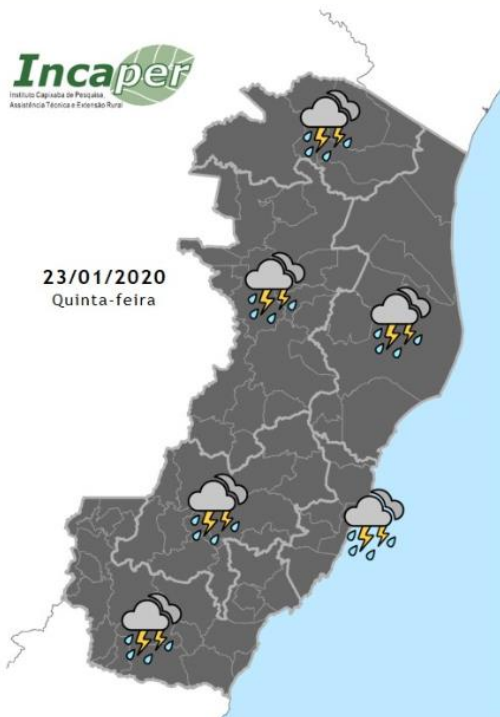 Incaper
Instituto Capixaba de Pesquisa,
Assistência Técnica e Extensão Rural
23/01/2020
Quinta-feira